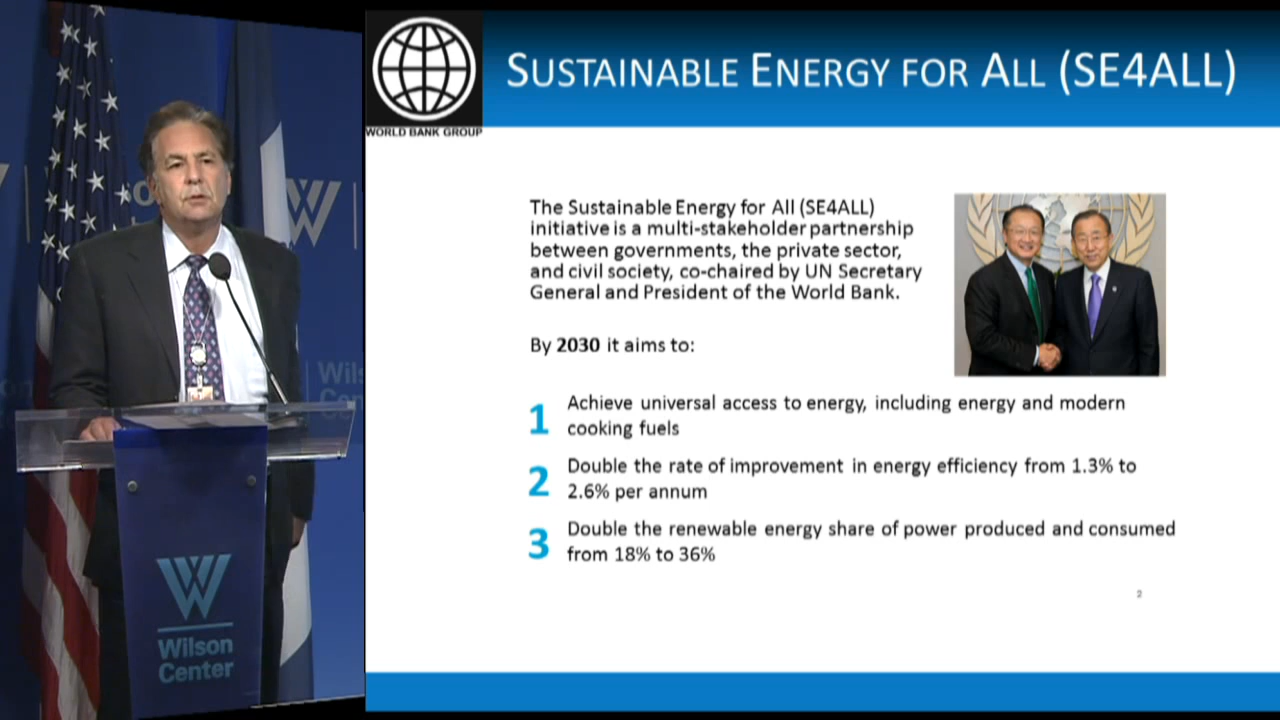 WORLD BANK GROUP
SUSTAINABLE ENERGY FOR ALL (SE4ALL)
The Sustainable Energy for All (SE4ALL)
initiative is a multi-stakeholder partnership
between governments, the private sector,
and civil society, co-chaired by UN Secretary
General and President of the World Bank.
By 2030 it aims to:
1 Achieve universal access to energy, including energy and modern
cooking fuels
2 Double the rate of improvement in energy efficiency from 1.3% to
2.6% per annum
3 Double the renewable energy share of power produced and consumed
from 18% to 36%
2
W
Wilson
Center